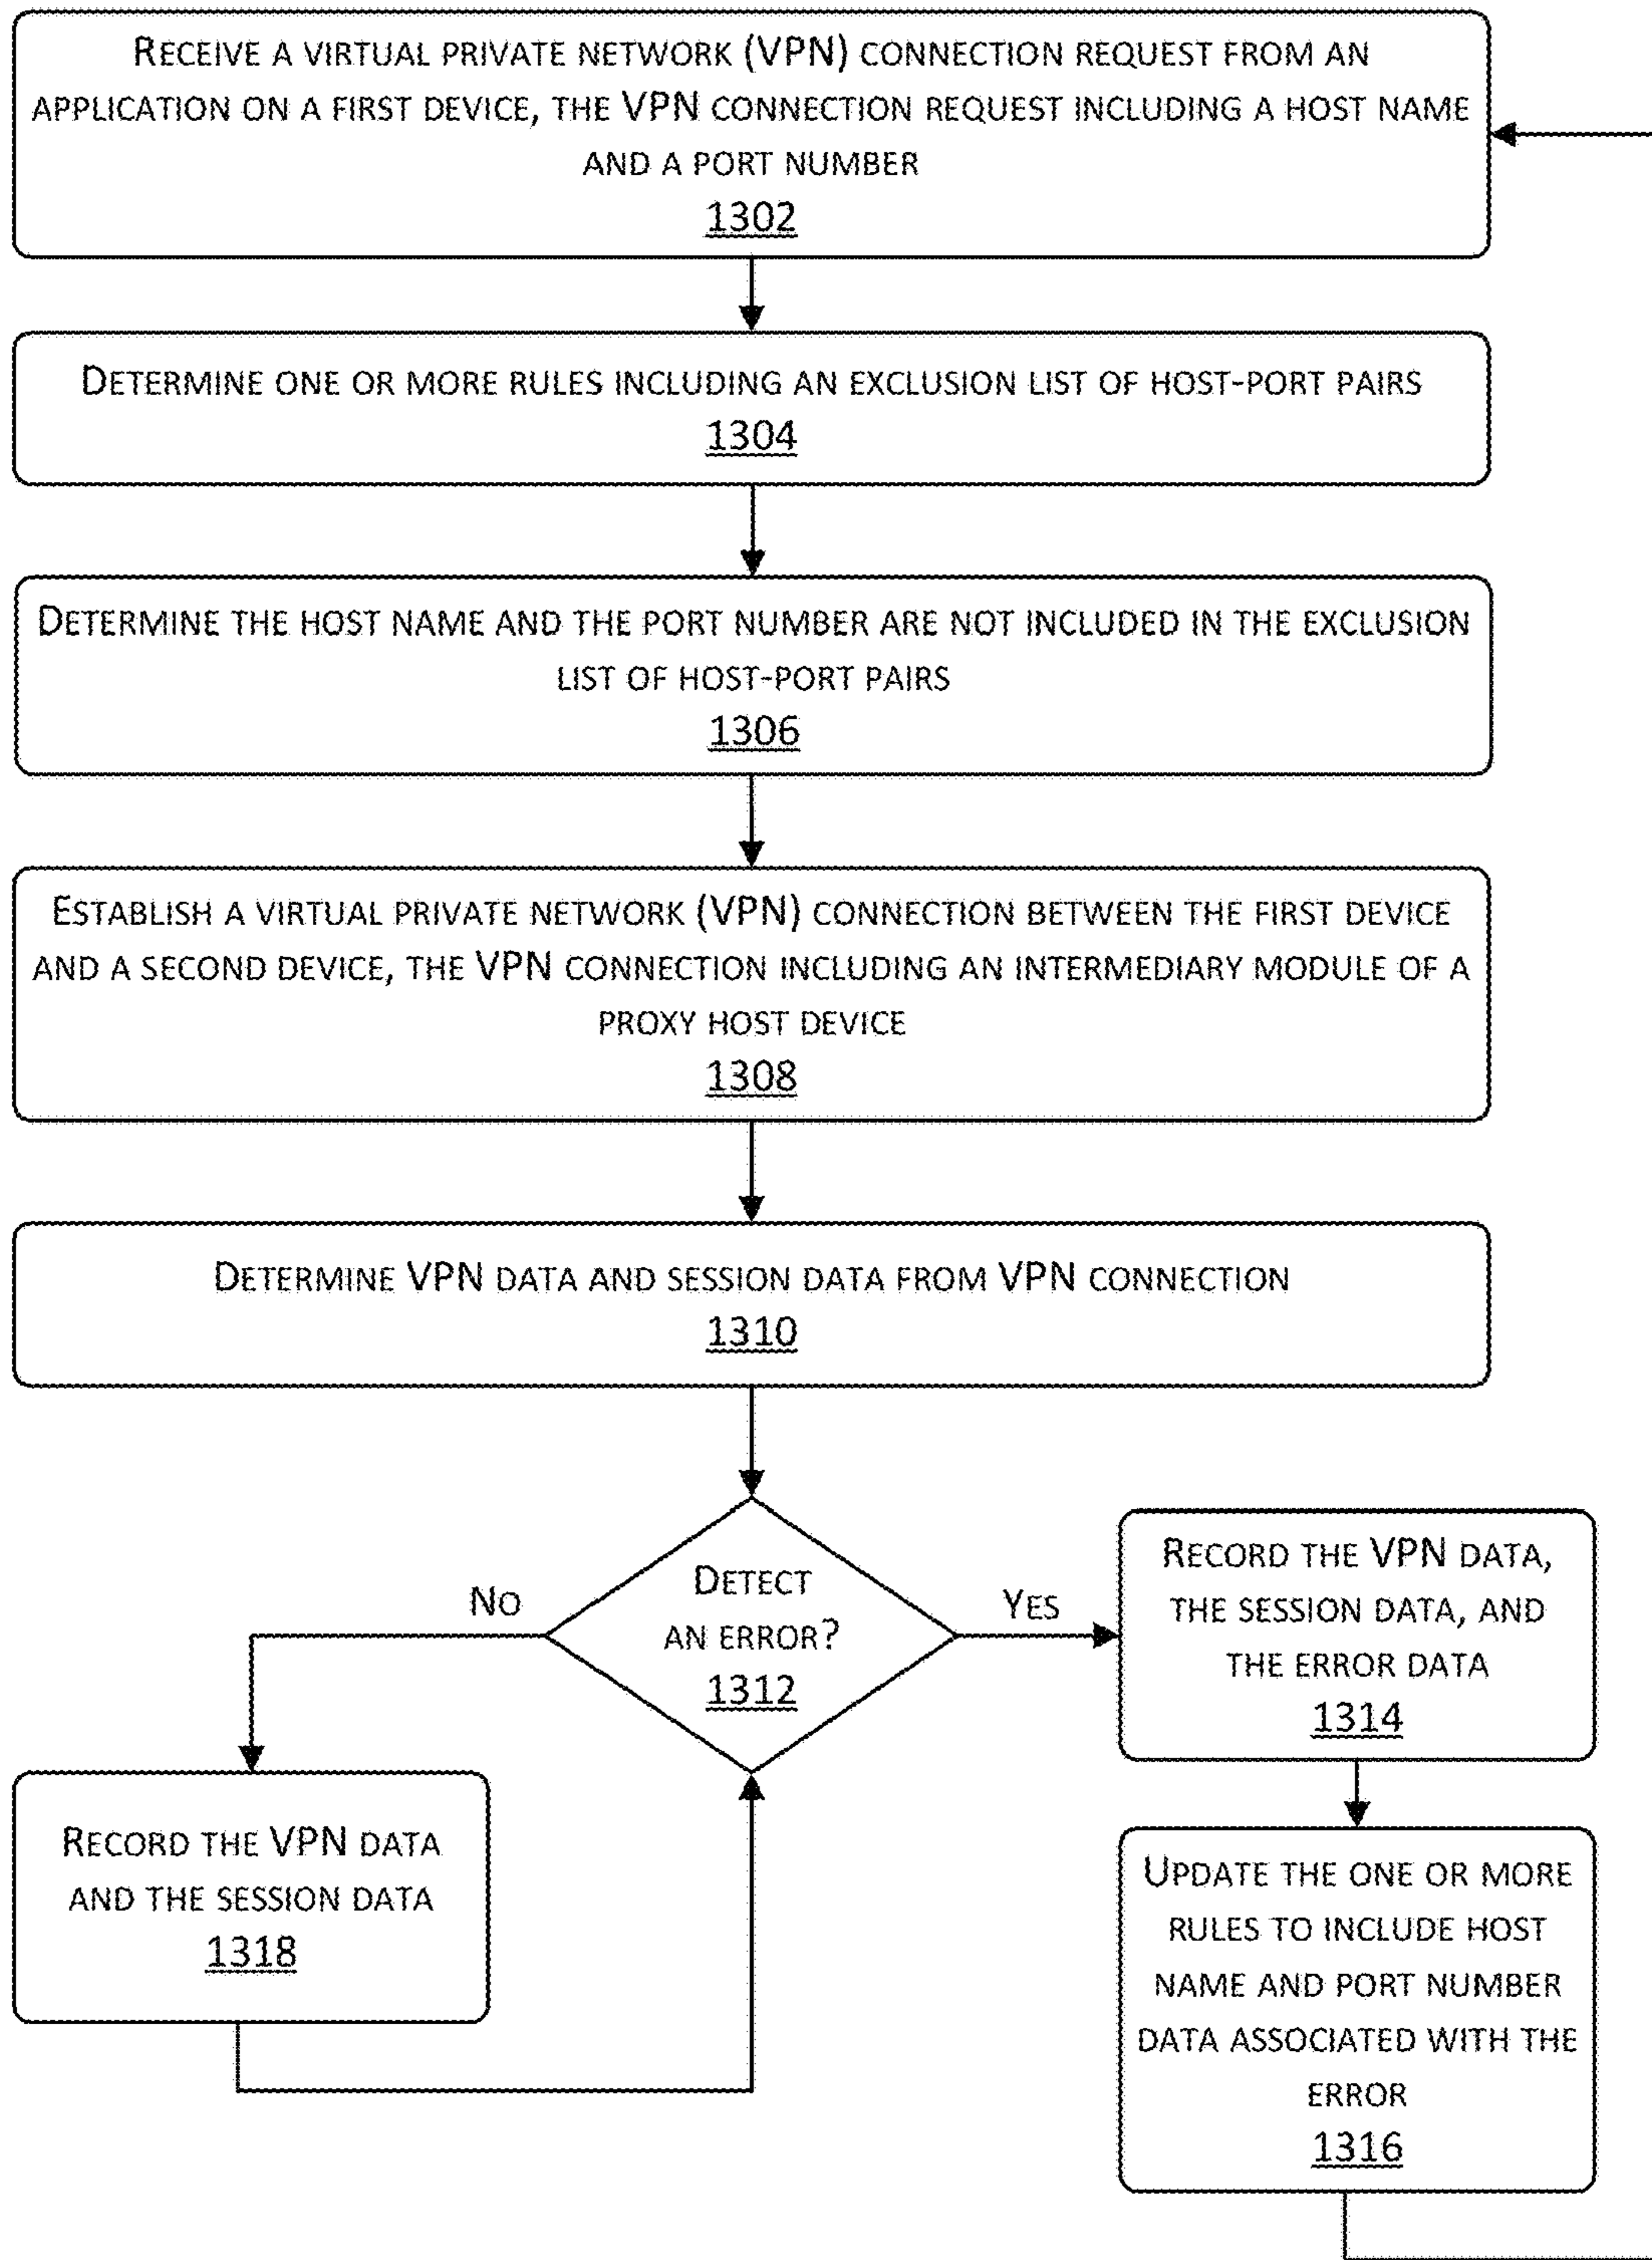 RECEIVE A VIRTUAL PRIVATE NETWORK (VPN) CONNECTION REQUEST FROM AN
APPLICATION ON A FIRST DEVICE, THE VPN CONNECTION REQUEST INCLUDING A HOST NAME
AND A PORT NUMBER
1302
DETERMINE ONE OR MORE RULES INCLUDING AN EXCLUSION LIST OF HOST-PORT PAIRS
1304
DETERMINE THE HOST NAME AND THE PORT NUMBER ARE NOT INCLUDED IN THE EXCLUSION
LIST OF HOST-PORT PAIRS
1306
ESTABLISH A VIRTUAL PRIVATE NETWORK (VPN) CONNECTION BETWEEN THE FIRST DEVICE
AND A SECOND DEVICE, THE VPN CONNECTION INCLUDING AN INTERMEDIARY MODULE OF A
PROXY HOST DEVICE
1308
DETERMINE VPN DATA AND SESSION DATA FROM VPN CONNECTION
1310
DETECT
AN ERROR?
1312
NO
YES
RECORD THE VPN DATA,
THE SESSION DATA, AND
THE ERROR DATA
1314
RECORD THE VPN DATA
AND THE SESSION DATA
1318
UPDATE THE ONE OR MORE
RULES TO INCLUDE HOST
NAME AND PORT NUMBER
DATA ASSOCIATED WITH THE
ERROR
1316